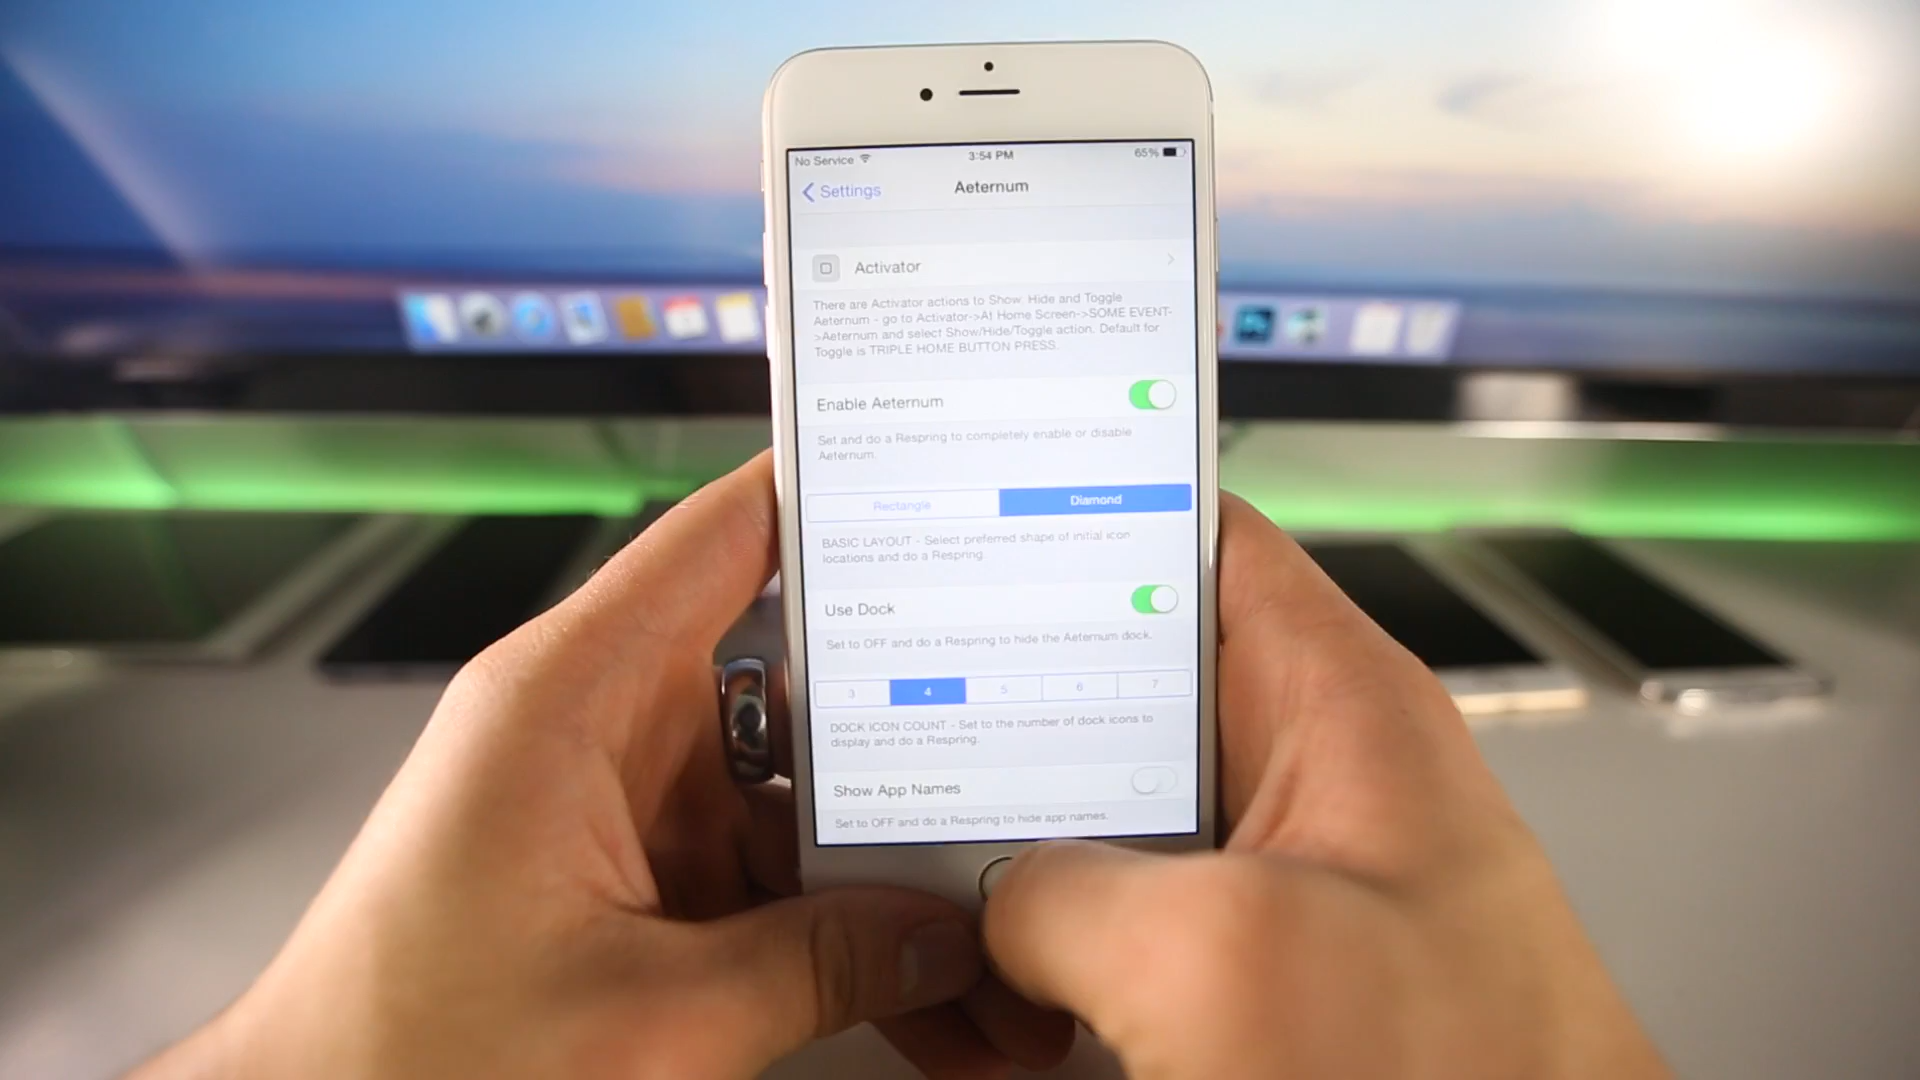 No Service 3:54 PM 65%
Settings Aeternum
Activator
There are Activator actions to Show, Hide and Toggle
Aeternum - go to Activator->At Home Screen->SOME EVENT-
>Aeternum and select Show/Hide/Toggle action. Default for
Toggle is TRIPLE HOME BUTTON PRESS.
Enable Aeternum
Set and do a Respring to completely enable or disable
Aeternum.
Rectangle Diamond
BASIC LAYOUT - Select preferred shape of initial icon
locations and do a Respring.
Use Dock
Set to OFF and do a Respring to hide the Aeternum dock.
3 4 5 6 7
DOCK ICON COUNT - Set to the number of dock icons to
display and do a Respring.
Show App Names
Set to OFF and do a Respring to hide app names.